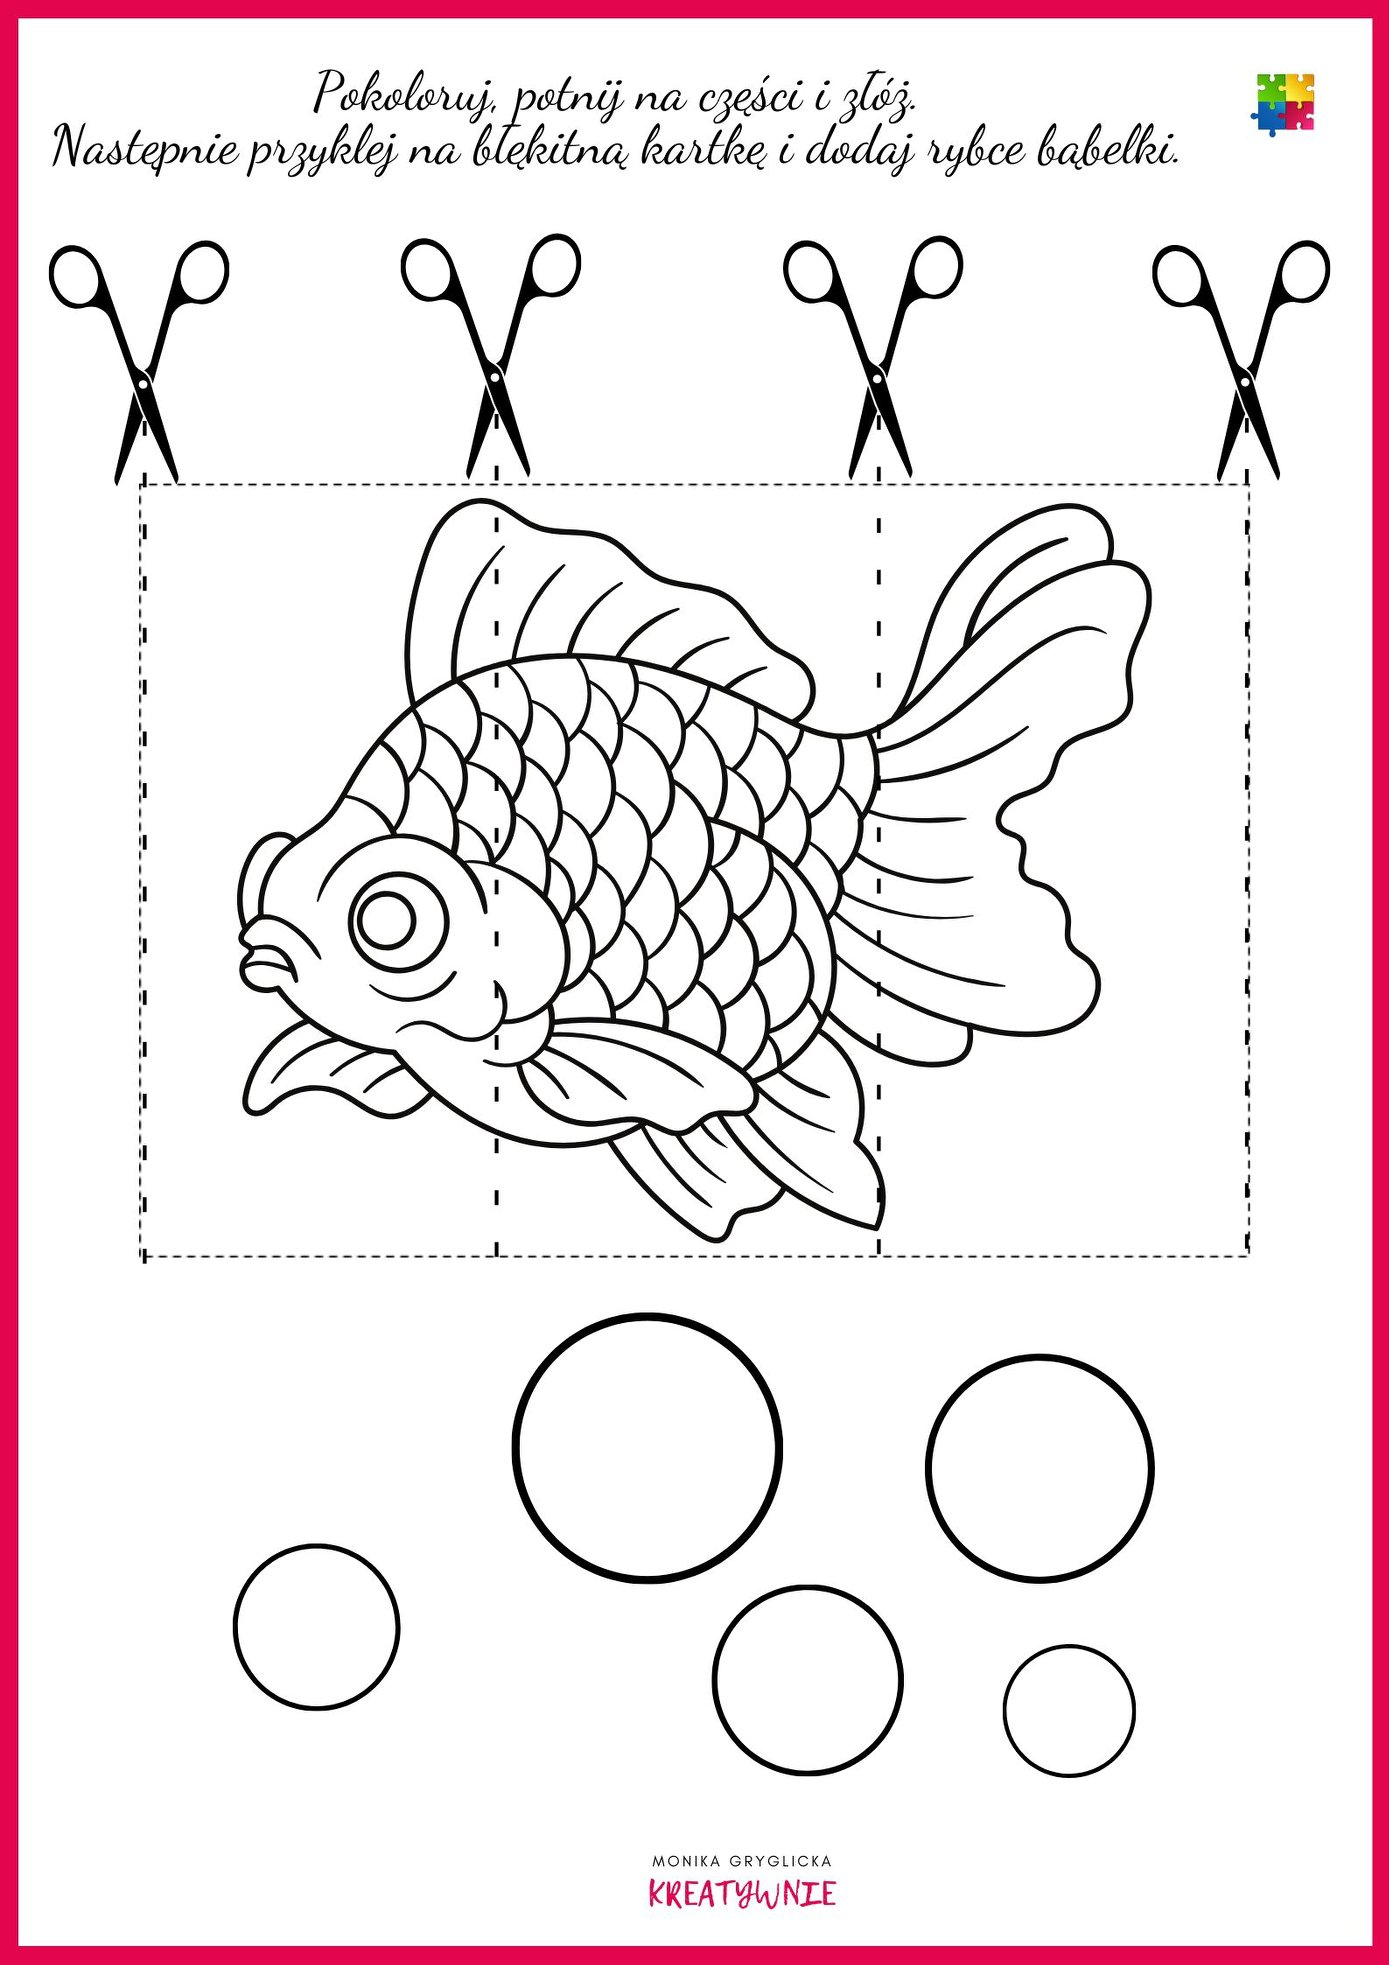 Pokoloruj, potnij na części i złóż.
Następnie przyklej na błękitną kartkę i dodaj rybce bąbelki.
MONIKA GRYGLICKA
KREATYWNIE